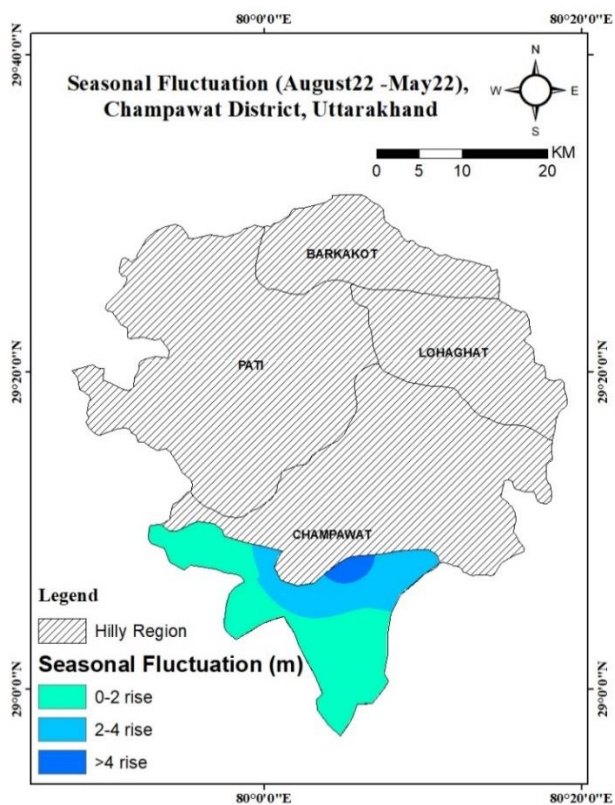 80°0'0"E
80°20'0"E
29°40'0"N
Seasonal Fluctuation (August22 -May22),
Champawat District, Uttarakhand
N
W
E
S
KM
0 5 10 20
BARKAKOT
LOHAGHAT
PATI
29°20'0"N
29°20'0"N
CHAMPAWAT
Legend
Hilly Region
Seasonal Fluctuation (m)
0-2 rise
2-4 rise
>4 rise
29°0'0"N
29°0'0"N
80°0'0"E
80°20'0"E